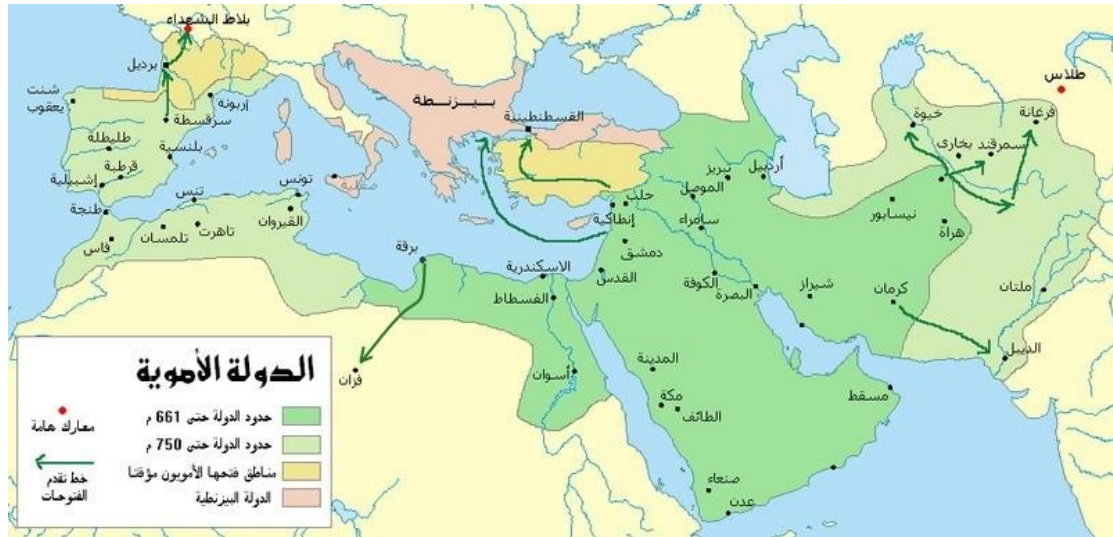 بلاط الشهداء
برديل
شنت
يعقوب
أربونة
سرقسطة
طليطلة
بلنسية
قرطبة
إشبيلية
طنجة
فاس
تنس
تلمسان
تاهرت
تونس
القيروان
صقلية
بيزنطة
القسطنطينية
برقة
فزان
الاسكندرية
الفسطاط
أسوان
حلب
إنطاكية
دمشق
القدس
الموصل
تبريز
أردبيل
سامراء
الكوفة
البصرة
شيراز
كرمان
نيسابور
هراة
خيوة
بخارى
سمرقند
فرغانة
طلاس
ملتان
الديبل
مسقط
المدينة
مكة
الطائف
صنعاء
عدن
الدولة الأموية
حدود الدولة حتى 661 م
حدود الدولة حتى 750 م
مناطق فتحها الأمويون مؤقتا
الدولة البيزنطية
معارك هامة
خط تقدم
الفتوحات